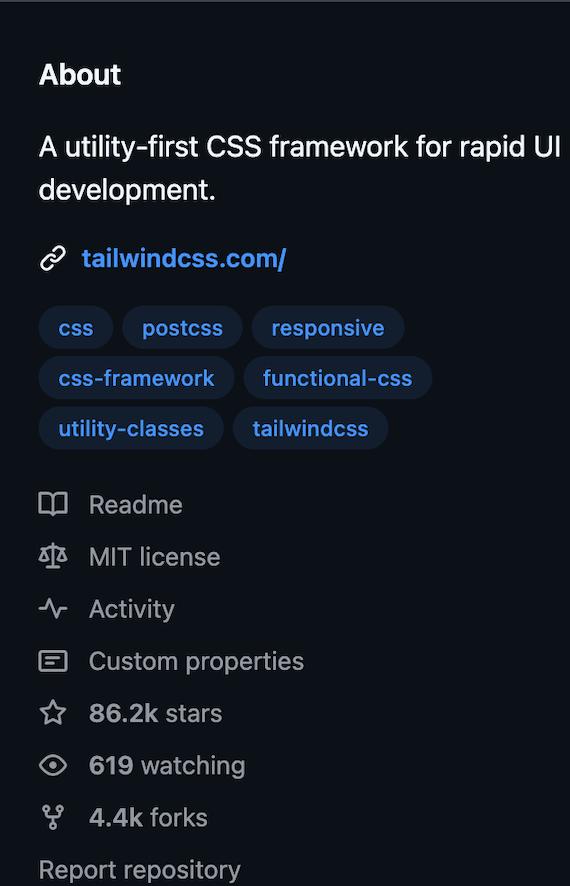 About
A utility-first CSS framework for rapid UI
development.
tailwindcss.com/
css postcss responsive
css-framework functional-css
utility-classes tailwindcss
Readme
MIT license
Activity
Custom properties
86.2k stars
619 watching
4.4k forks
Report repository